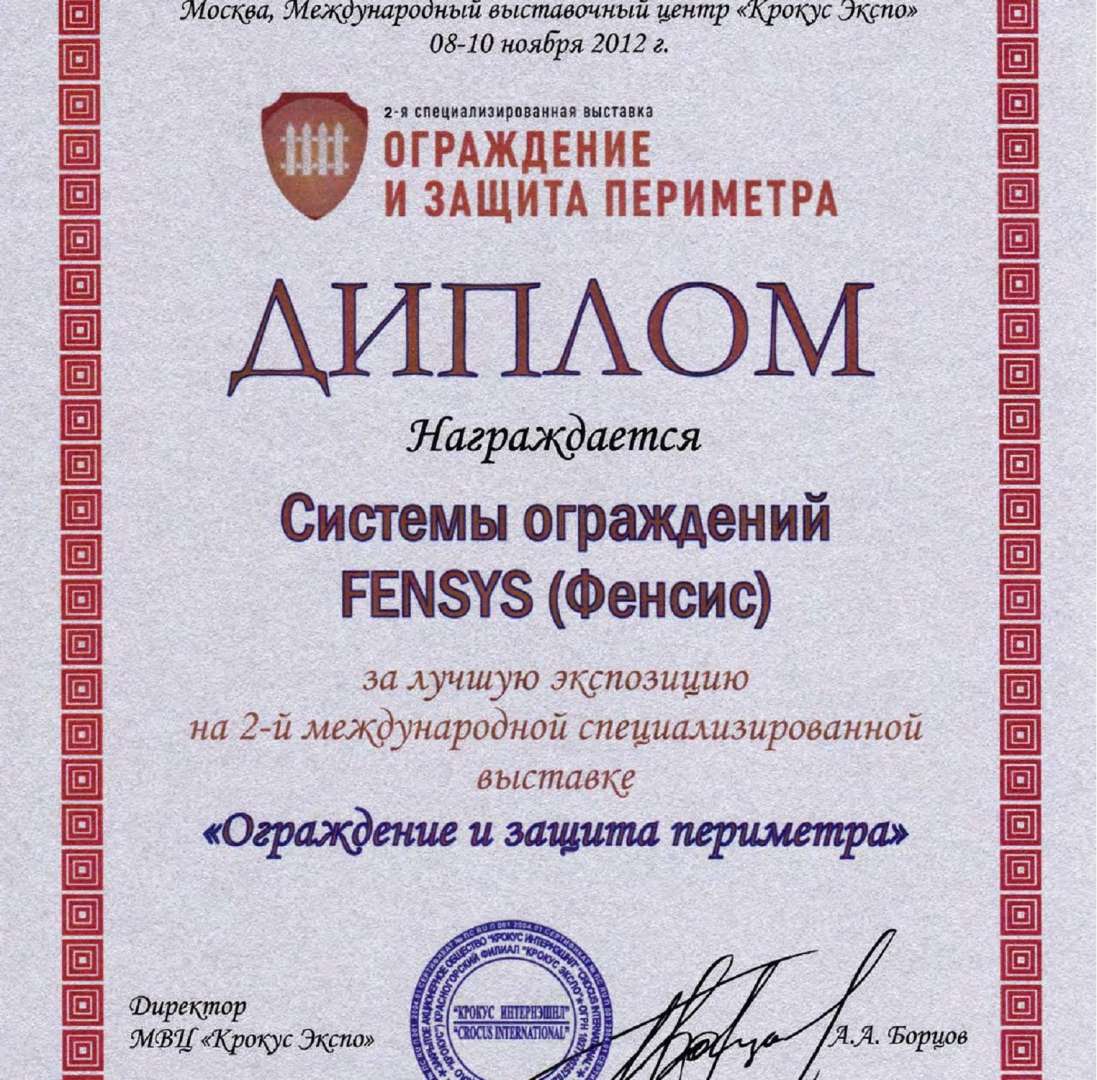 Москва, Международный выставочный центр «Крокус Экспо»
08-10 ноября 2012 г.
2-я специализированная выставка
ОГРАЖДЕНИЕ
И ЗАЩИТА ПЕРИМЕТРА
ДИПЛОМ
Награждается
Системы ограждений
FENSYS (Фенсис)
за лучшую экспозицию
на 2-й международной специализированной
выставке
«Ограждение и защита периметра»
"КРОКУС ИНТЕРНЭШНЛ"
"CROCUS INTERNATIONAL"
Директор
МВЦ «Крокус Экспо»
А.А. Борцов